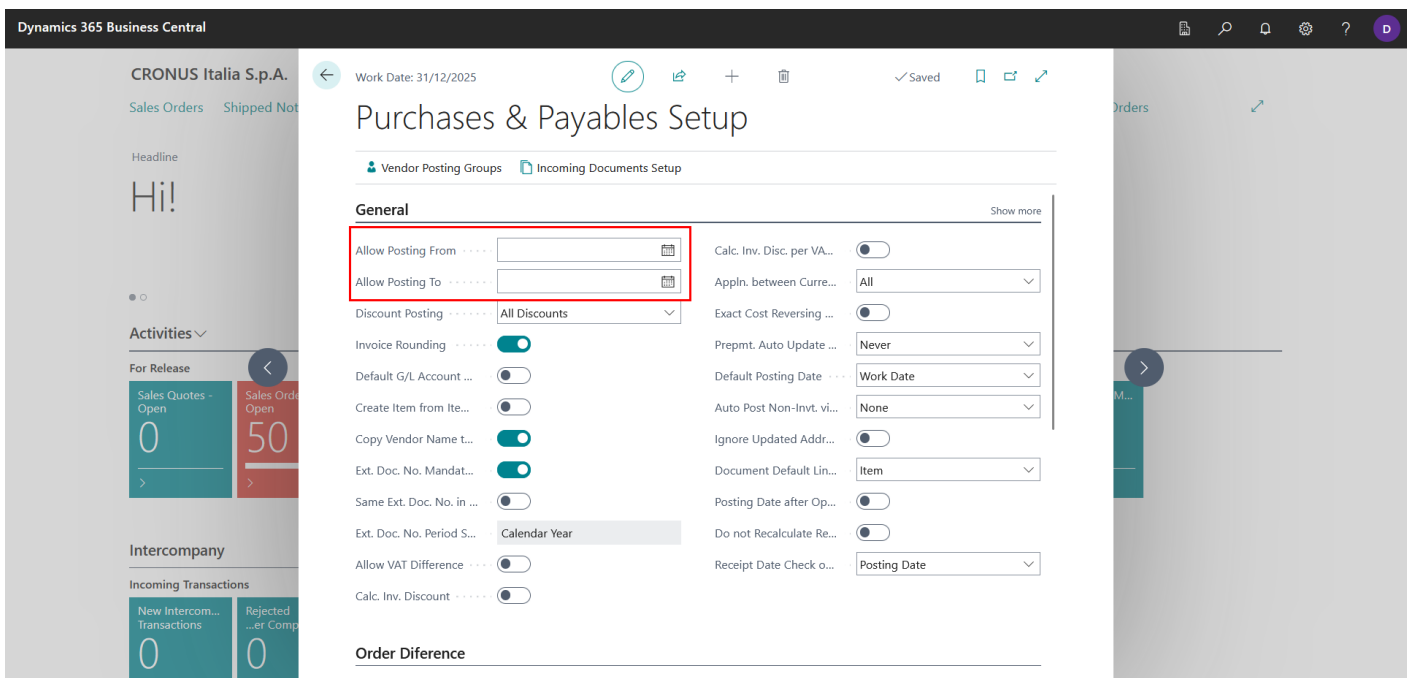 Dynamics 365 Business Central
?
D
CRONUS Italia S.p.A.
Sales Orders Shipped Not
Orders
Headline
Hi!
Activities
For Release
Sales Quotes -
Open
0
Sales Orde
Open
50
M...
Intercompany
Incoming Transactions
New Intercom...
Transactions
0
Rejected
...er Comp
0
Work Date: 31/12/2025
Saved
Purchases & Payables Setup
Vendor Posting Groups Incoming Documents Setup
General
Show more
Allow Posting From
Allow Posting To
Discount Posting All Discounts
Invoice Rounding
Default G/L Account ...
Create Item from Ite...
Copy Vendor Name t...
Ext. Doc. No. Mandat...
Same Ext. Doc. No. in ...
Ext. Doc. No. Period S... Calendar Year
Allow VAT Difference
Calc. Inv. Discount
Calc. Inv. Disc. per VA...
Appln. between Curre... All
Exact Cost Reversing ...
Prepmt. Auto Update ... Never
Default Posting Date Work Date
Auto Post Non-Invt. vi... None
Ignore Updated Addr...
Document Default Lin... Item
Posting Date after Op...
Do not Recalculate Re...
Receipt Date Check o... Posting Date
Order Diference